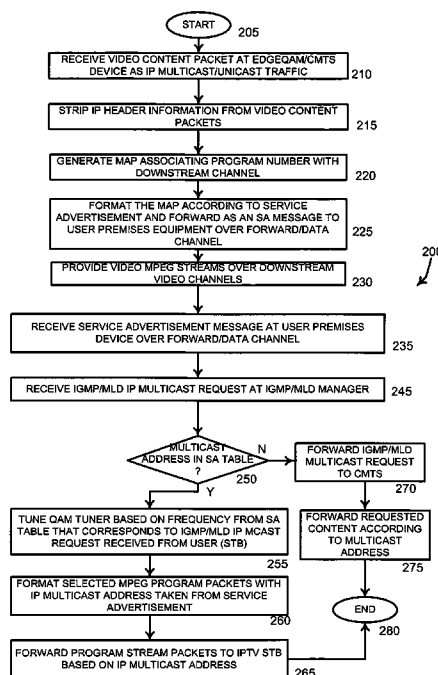 START
205
RECEIVE VIDEO CONTENT PACKET AT EDGEQAM/CMTS
DEVICE AS IP MULTICAST/UNICAST TRAFFIC
210
STRIP IP HEADER INFORMATION FROM VIDEO CONTENT
PACKETS
215
GENERATE MAP ASSOCIATING PROGRAM NUMBER WITH
DOWNSTREAM CHANNEL
220
FORMAT THE MAP ACCORDING TO SERVICE
ADVERTISEMENT AND FORWARD AS AN SA MESSAGE TO
USER PREMISES EQUIPMENT OVER FORWARD/DATA
CHANNEL
225
200
PROVIDE VIDEO MPEG STREAMS OVER DOWNSTREAM
VIDEO CHANNELS
230
RECEIVE SERVICE ADVERTISEMENT MESSAGE AT USER PREMISES
DEVICE OVER FORWARD/DATA CHANNEL
235
RECEIVE IGMP/MLD IP MULTICAST REQUEST AT IGMP/MLD MANAGER
245
MULTICAST
ADDRESS IN SA TABLE
?
250
N
Y
FORWARD IGMP/MLD
MULTICAST REQUEST
TO CMTS
270
TUNE QAM TUNER BASED ON FREQUENCY FROM SA
TABLE THAT CORRESPONDS TO IGMP/MLD IP MCAST
REQUEST RECEIVED FROM USER (STB)
255
FORWARD REQUESTED
CONTENT ACCORDING
TO MULTICAST
ADDRESS
275
FORMAT SELECTED MPEG PROGRAM PACKETS WITH
IP MULTICAST ADDRESS TAKEN FROM SERVICE
ADVERTISEMENT
260
END
280
FORWARD PROGRAM STREAM PACKETS TO IPTV STB
BASED ON IP MULTICAST ADDRESS
265